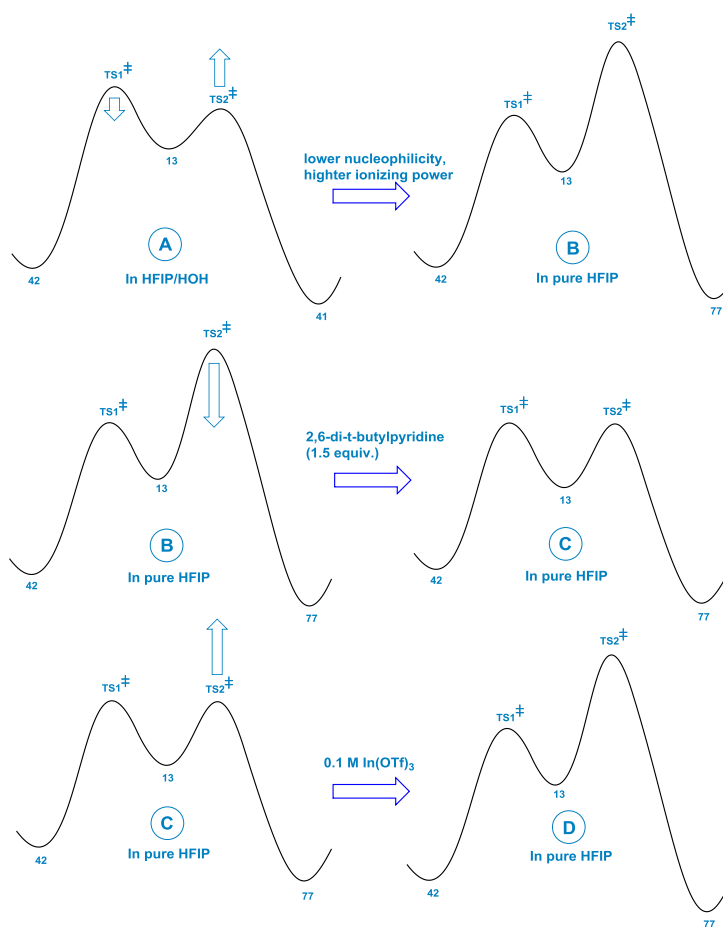 TS2‡
TS1‡
TS2‡
TS1‡
13
lower nucleophilicity,
highter ionizing power
13
A
B
In HFIP/HOH
In pure HFIP
42
41
42
77
TS2‡
TS1‡
TS1‡
TS2‡
2,6-di-t-butylpyridine
(1.5 equiv.)
13
13
B
C
In pure HFIP
In pure HFIP
42
77
42
77
TS2‡
TS1‡
TS2‡
TS1‡
0.1 M In(OTf)3
13
13
C
D
In pure HFIP
In pure HFIP
42
77
42
77